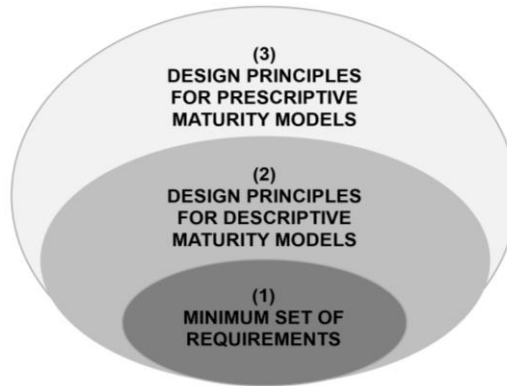 (3)
DESIGN PRINCIPLES
FOR PRESCRIPTIVE
MATURITY MODELS
(2)
DESIGN PRINCIPLES
FOR DESCRIPTIVE
MATURITY MODELS
(1)
MINIMUM SET OF
REQUIREMENTS